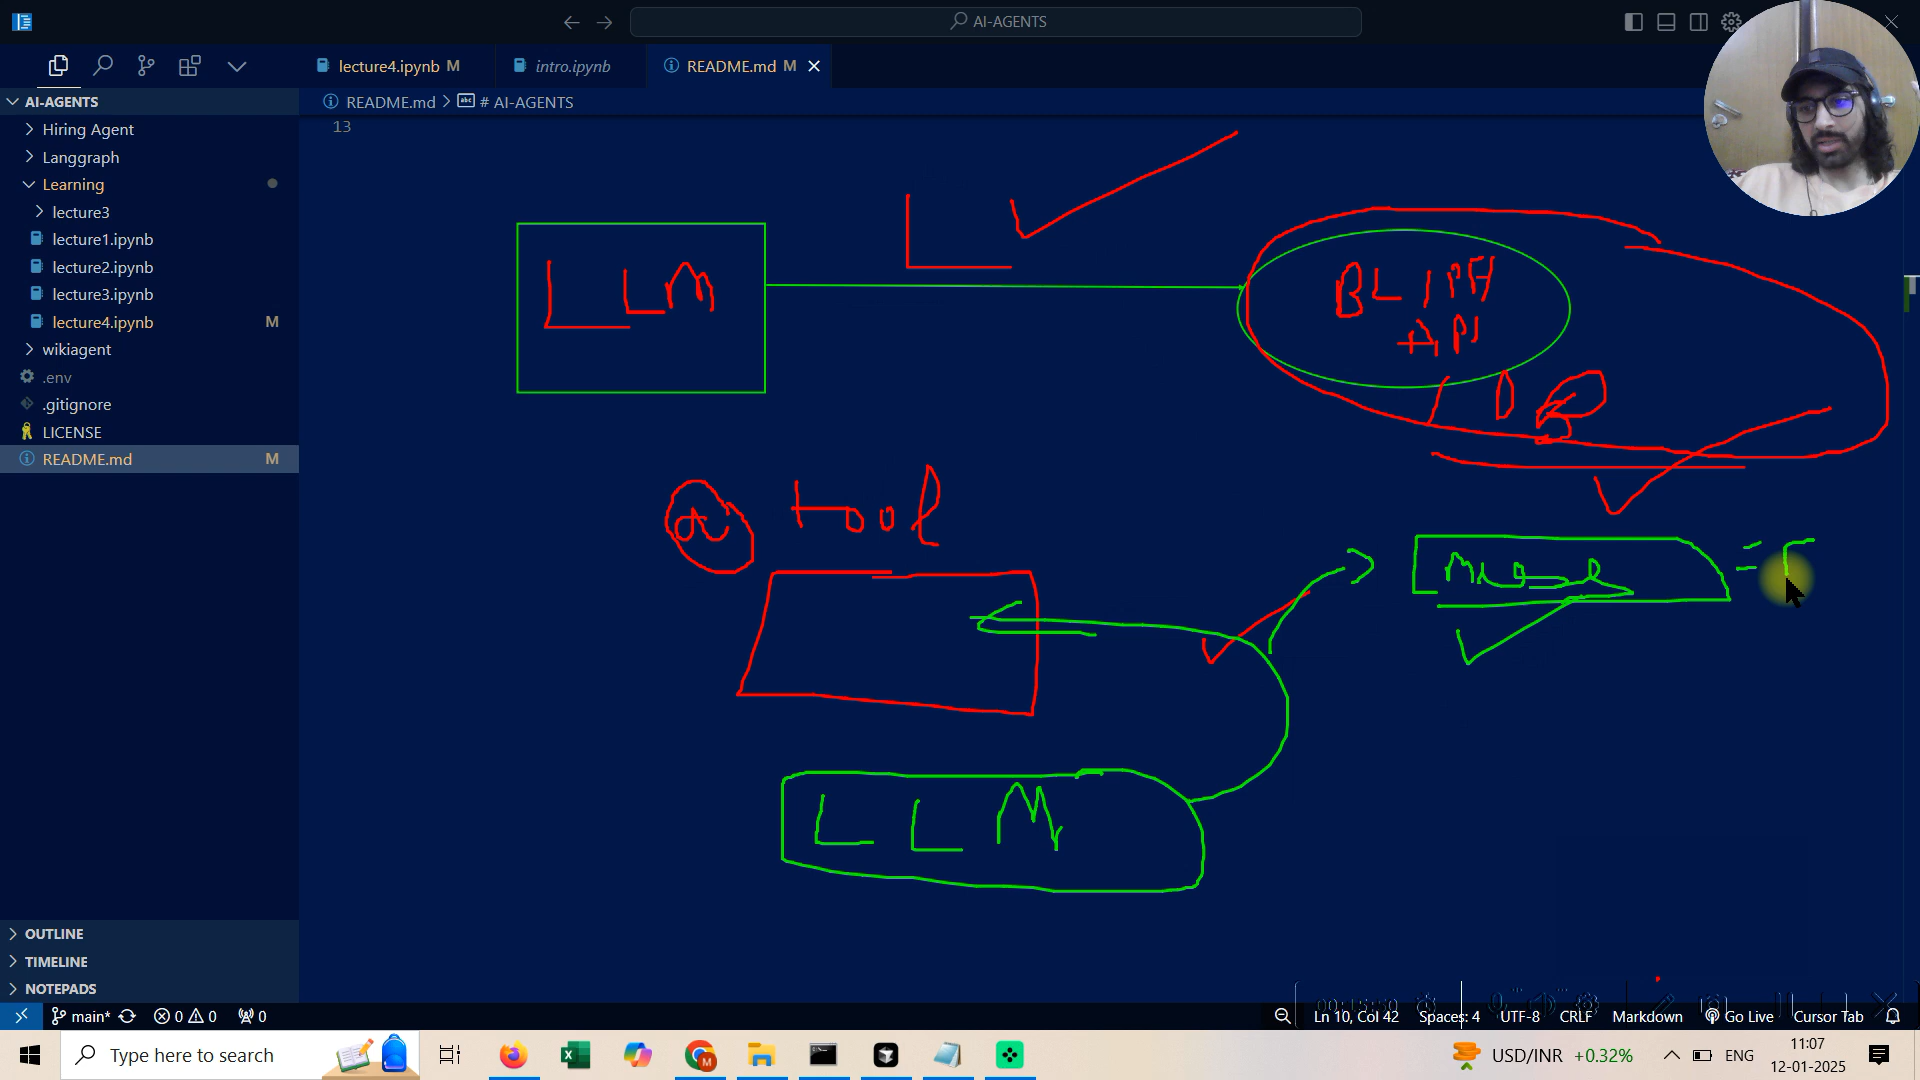 AI-AGENTS
lecture4.ipynb M
intro.ipynb
README.md M
AI-AGENTS
README.md > # AI-AGENTS
Hiring Agent
13
Langgraph
Learning
lecture3
lecture1.ipynb
lecture2.ipynb
LLM
lecture3.ipynb
lecture4.ipynb M
API
wikiagent
.env
.gitignore
LICENSE
README.md M
tool
LLM
OUTLINE
TIMELINE
NOTEPADS
main* 0 0 0
Ln 10, Col 42 Spaces: 4 UTF-8 CRLF Markdown Go Live Cursor Tab
Type here to search
USD/INR +0.32% ENG
11:07
12-01-2025